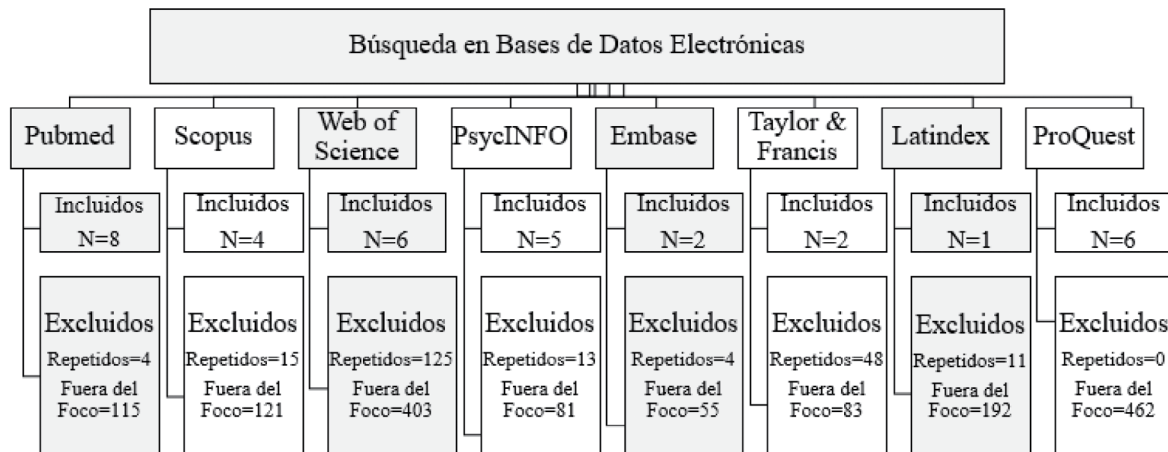 Búsqueda en Bases de Datos Electrónicas
Pubmed
Incluidos
N=8
Excluidos
Repetidos=4
Fuera del
Foco=115
Scopus
Incluidos
N=4
Excluidos
Repetidos=15
Fuera del
Foco=121
Web of
Science
Incluidos
N=6
Excluidos
Repetidos=125
Fuera del
Foco=403
PsycINFO
Incluidos
N=5
Excluidos
Repetidos=13
Fuera del
Foco=81
Embase
Incluidos
N=2
Excluidos
Repetidos=4
Fuera del
Foco=55
Taylor &
Francis
Incluidos
N=2
Excluidos
Repetidos=48
Fuera del
Foco=83
Latindex
Incluidos
N=1
Excluidos
Repetidos=11
Fuera del
Foco=192
ProQuest
Incluidos
N=6
Excluidos
Repetidos=0
Fuera del
Foco=462